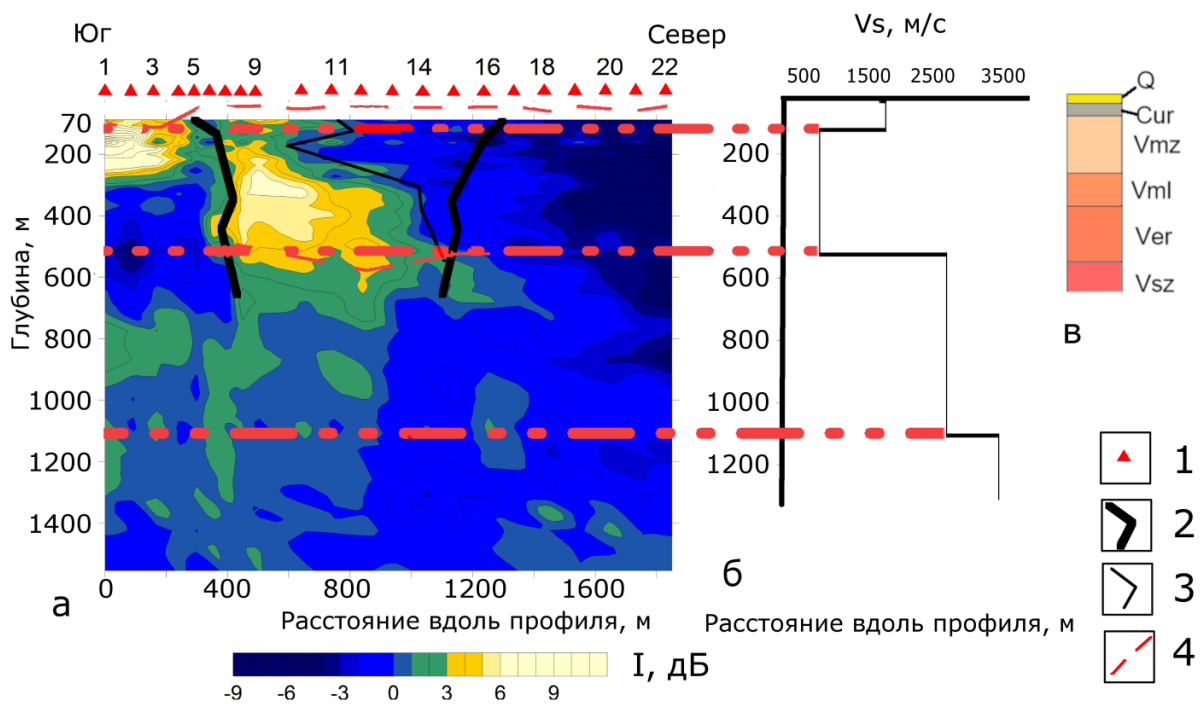 Юг
Север
1 3 5 9 11 14 16 18 20 22
Глубина, м
70
200
400
600
800
1000
1200
1400
0 400 800 1200 1600
Расстояние вдоль профиля, м
а
-9 -6 -3 0 3 6 9
I, дБ
Vs, м/с
500 1500 2500 3500
200
400
600
800
1000
1200
б
Расстояние вдоль профиля, м
Q
Cur
Vmz
Vml
Ver
Vsz
в
1
2
3
4